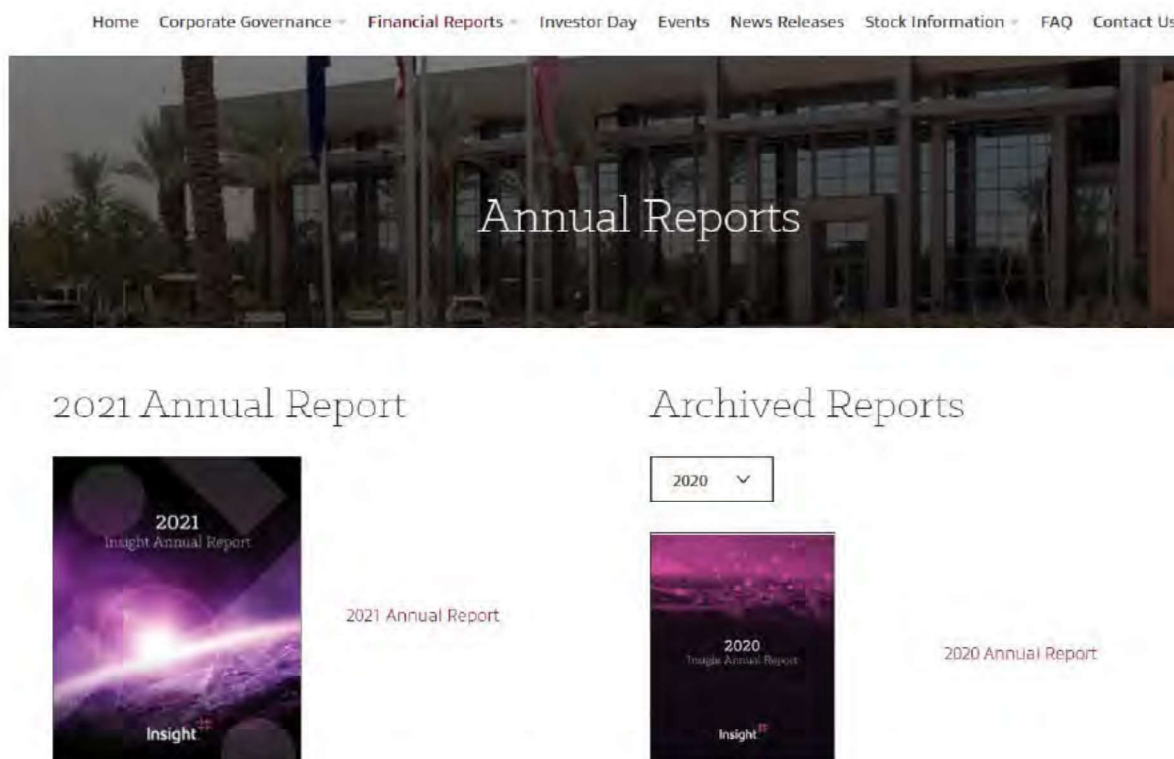 Home Corporate Governance Financial Reports Investor Day Events News Releases Stock Information FAQ Contact Us
Annual Reports
2021 Annual Report
2021
Insight Annual Report
Insight
2021 Annual Report
Archived Reports
2020
2020
Insight Annual Report
Insight
2020 Annual Report